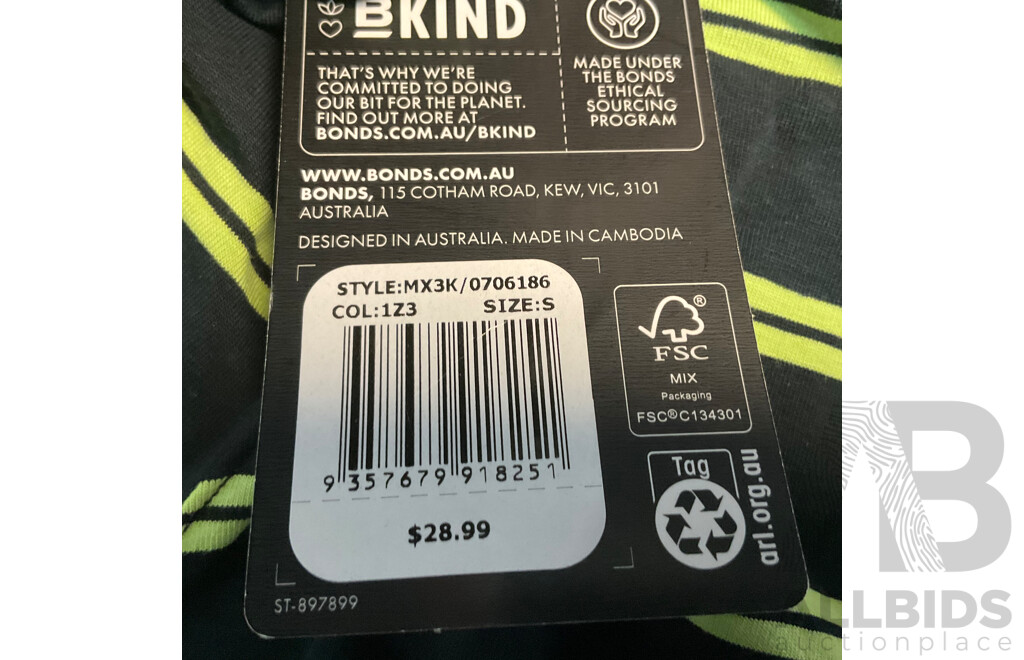 BKIND
THAT'S WHY WE'RE
COMMITTED TO DOING
OUR BIT FOR THE PLANET.
FIND OUT MORE AT
BONDS.COM.AU/BKIND
MADE UNDER
THE BONDS
ETHICAL
SOURCING
PROGRAM
WWW.BONDS.COM.AU
BONDS, 115 COTHAM ROAD, KEW, VIC, 3101
AUSTRALIA
DESIGNED IN AUSTRALIA. MADE IN CAMBODIA
STYLE:MX3K/0706186
COL:1Z3 SIZE:S
9 357679 918251
$28.99
ST-897899
®
FSC
MIX
Packaging
FSC® C134301
Tag
arl.org.au
AB
ALLBIDS
auctionplace